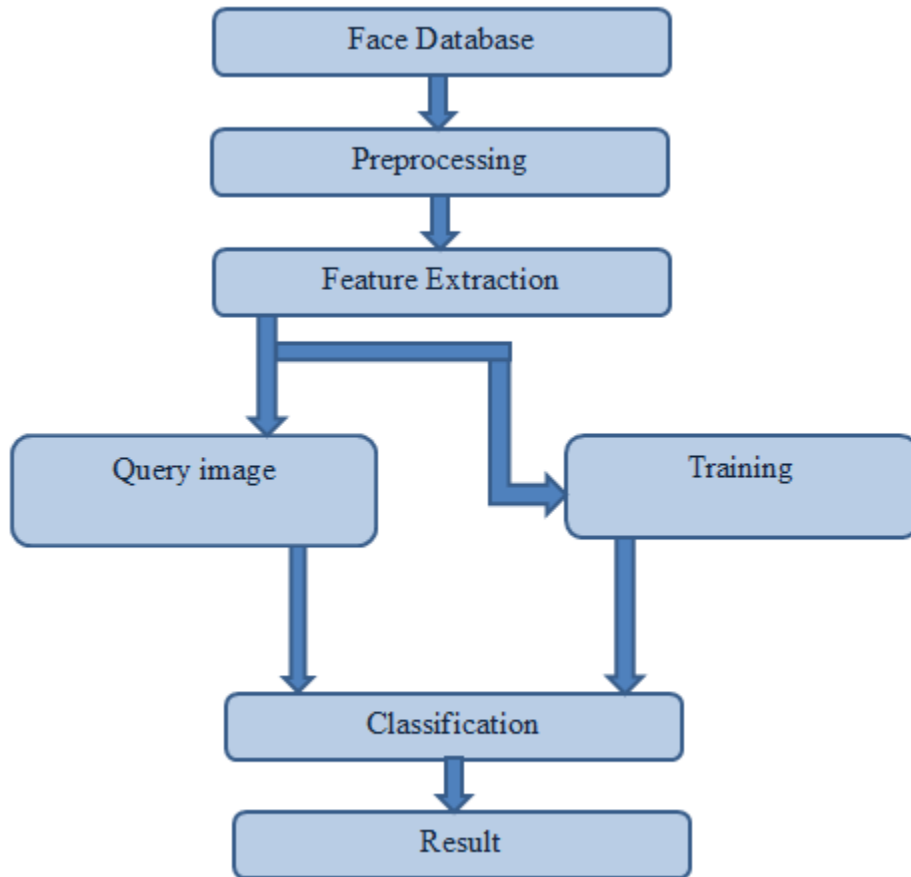 Face Database
Preprocessing
Feature Extraction
Query image
Training
Classification
Result